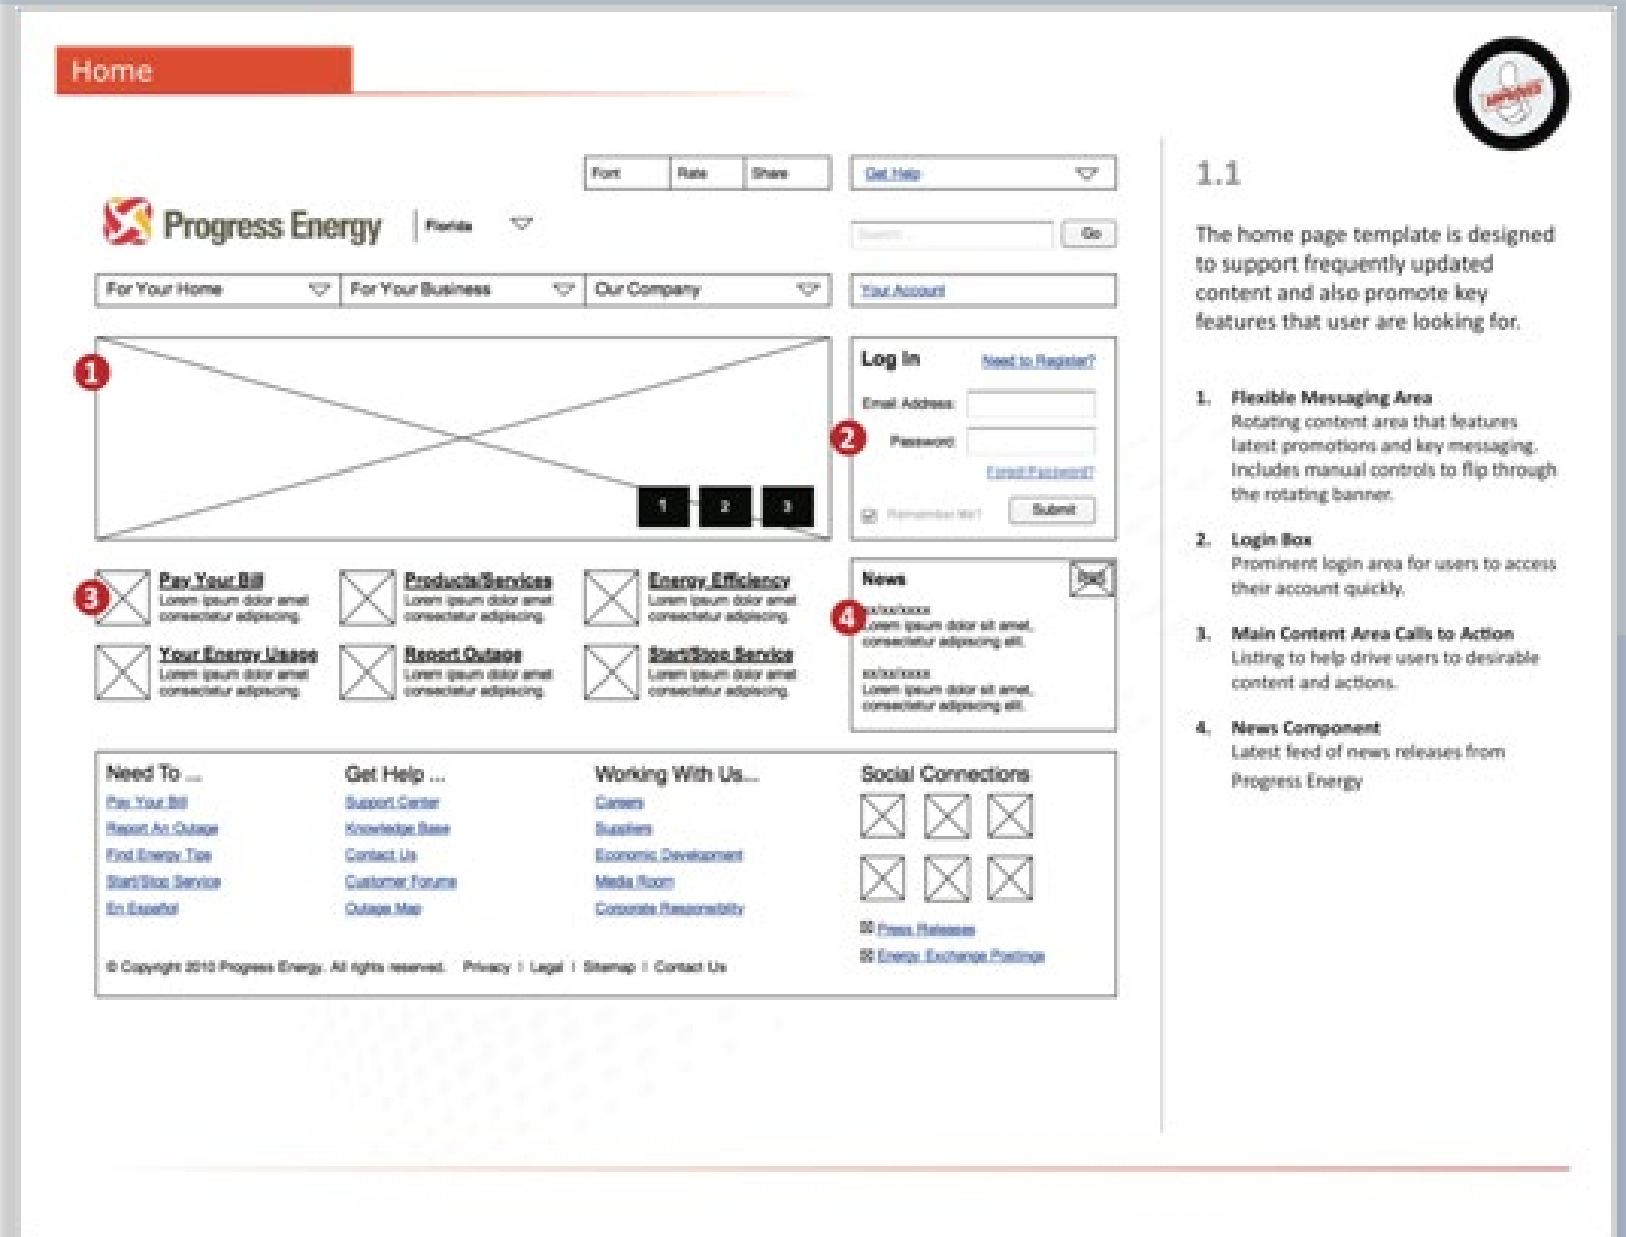 Home
APPROVED
Font Rate Share
Get Help
Progress Energy Florida
Search ...
Go
For Your Home For Your Business Our Company
Your Account
1
1 2 3
2
Log In Need to Register?
Email Address:
Password:
Forgot Password?
Remember Me? Submit
3
Pay Your Bill
Lorem ipsum dolor amet
consectetur adipiscing.
Products/Services
Lorem ipsum dolor amet
consectetur adipiscing.
Energy Efficiency
Lorem ipsum dolor amet
consectetur adipiscing.
Your Energy Usage
Lorem ipsum dolor amet
consectetur adipiscing.
Report Outage
Lorem ipsum dolor amet
consectetur adipiscing.
Start/Stop Service
Lorem ipsum dolor amet
consectetur adipiscing.
4
News
xx/xx/xxxx
Lorem ipsum dolor sit amet,
consectetur adipiscing elit.
xx/xx/xxxx
Lorem ipsum dolor sit amet,
consectetur adipiscing elit.
Need To ...
Pay Your Bill
Report An Outage
Find Energy Tips
Start/Stop Service
En Español
Get Help ...
Support Center
Knowledge Base
Contact Us
Customer Forums
Outage Map
Working With Us...
Careers
Suppliers
Economic Development
Media Room
Corporate Responsiblity
Social Connections
Press Releases
Energy Exchange Postings
© Copyright 2010 Progress Energy. All rights reserved. Privacy | Legal | Sitemap | Contact Us
1.1
The home page template is designed
to support frequently updated
content and also promote key
features that user are looking for.
1. Flexible Messaging Area
Rotating content area that features
latest promotions and key messaging.
Includes manual controls to flip through
the rotating banner.
2. Login Box
Prominent login area for users to access
their account quickly.
3. Main Content Area Calls to Action
Listing to help drive users to desirable
content and actions.
4. News Component
Latest feed of news releases from
Progress Energy